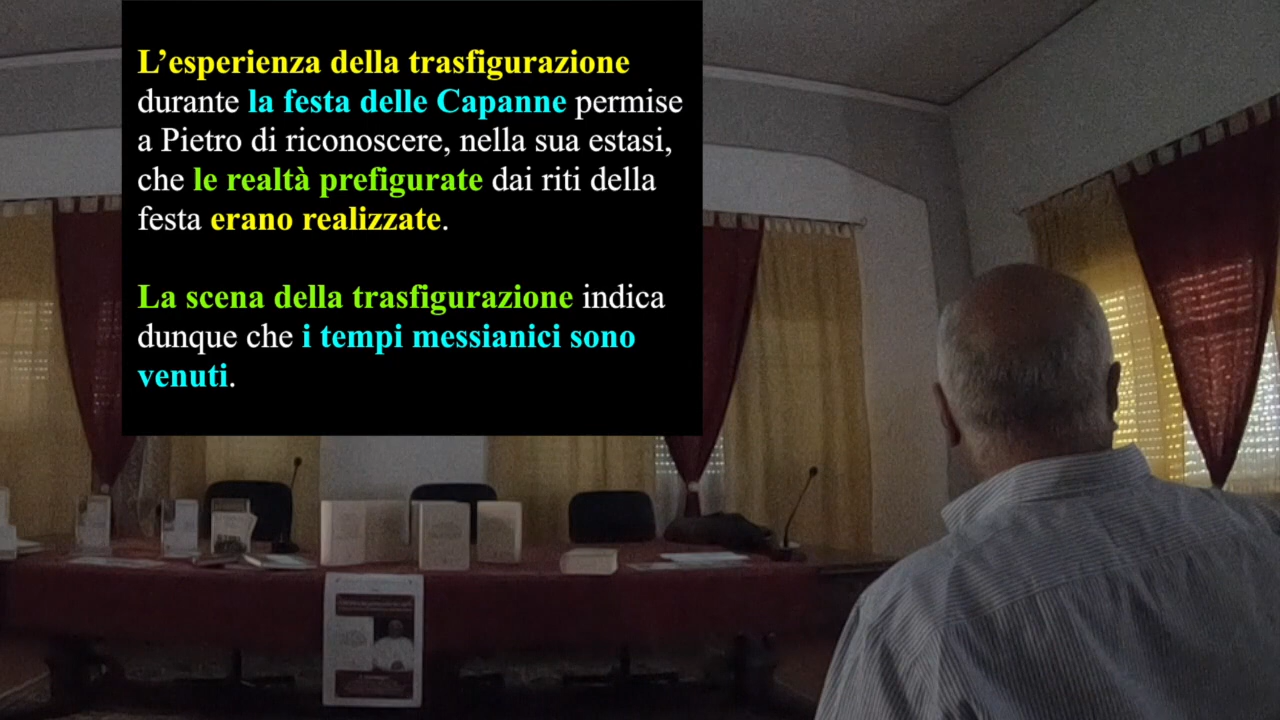 L’esperienza della trasfigurazione
durante la festa delle Capanne permise
a Pietro di riconoscere, nella sua estasi,
che le realtà prefigurate dai riti della
festa erano realizzate.
La scena della trasfigurazione indica
dunque che i tempi messianici sono
venuti.